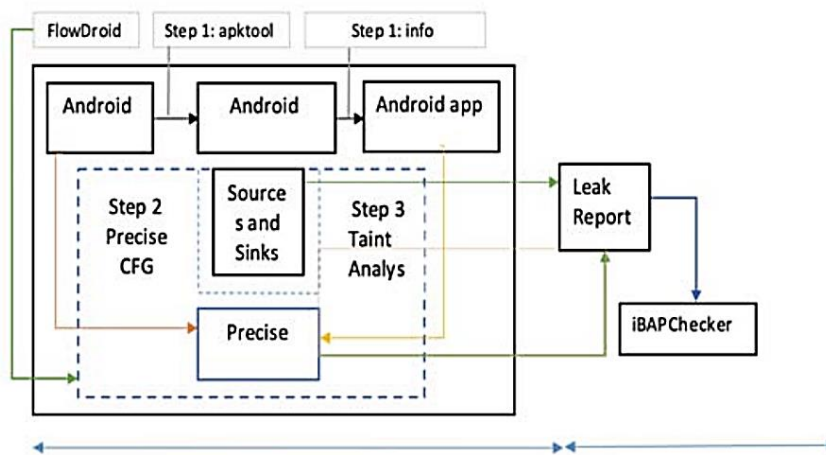 FlowDroid
Step 1: apktool
Step 1: info
Android
Android
Android app
Step 2
Precise
CFG
Source
s and
Sinks
Step 3
Taint
Analys
Precise
Leak
Report
iBAPChecker